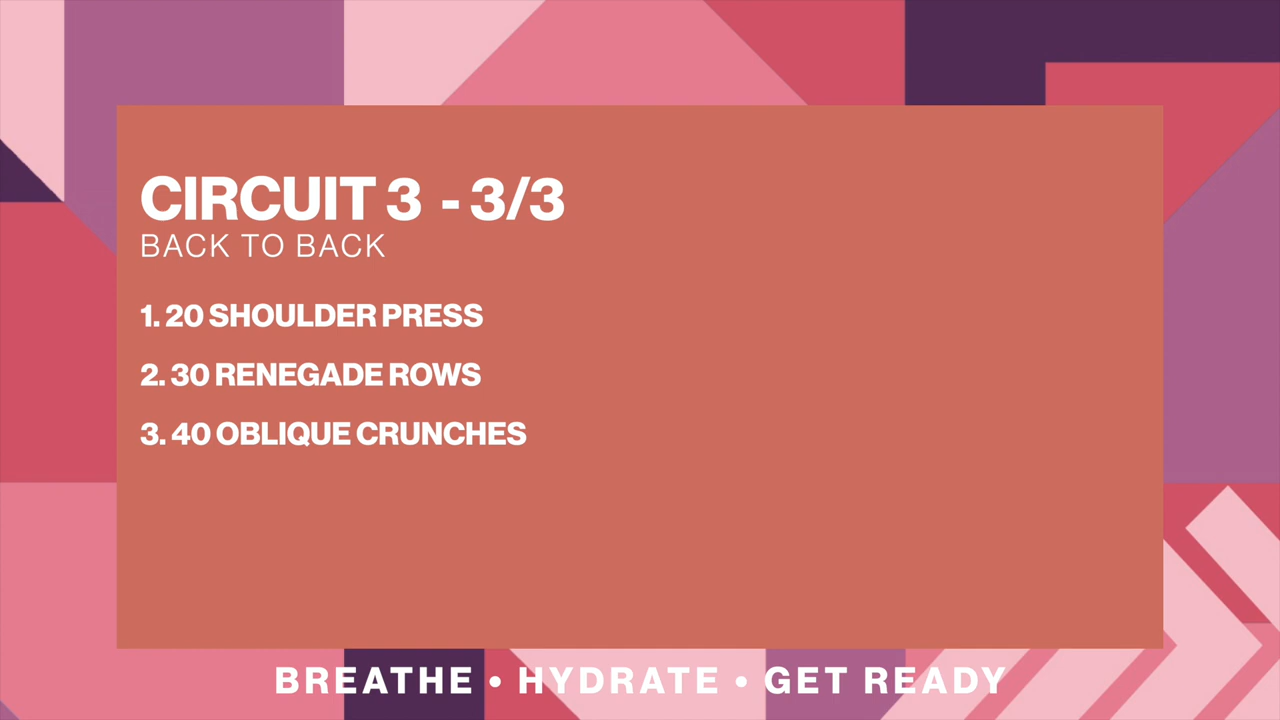 CIRCUIT 3 - 3/3
BACK TO BACK
1. 20 SHOULDER PRESS
2. 30 RENEGADE ROWS
3. 40 OBLIQUE CRUNCHES
BREATHE • HYDRATE • GET READY